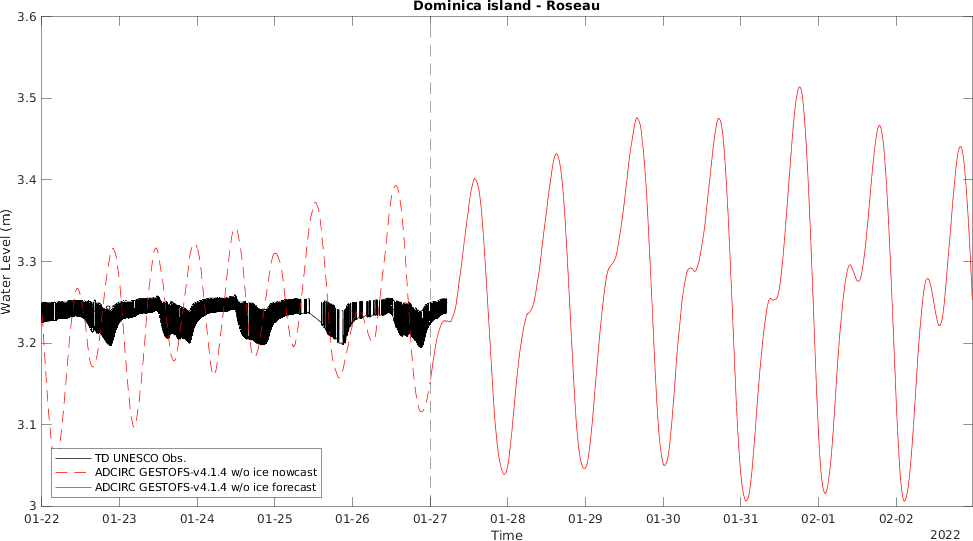 Dominica island - Roseau
3.6
3.5
3.4
3.3
3.2
3.1
3
Water Level (m)
TD UNESCO Obs.
ADCIRC GESTOFS-v4.1.4 w/o ice nowcast
ADCIRC GESTOFS-v4.1.4 w/o ice forecast
01-22 01-23 01-24 01-25 01-26 01-27 01-28 01-29 01-30 01-31 02-01 02-02
Time
2022